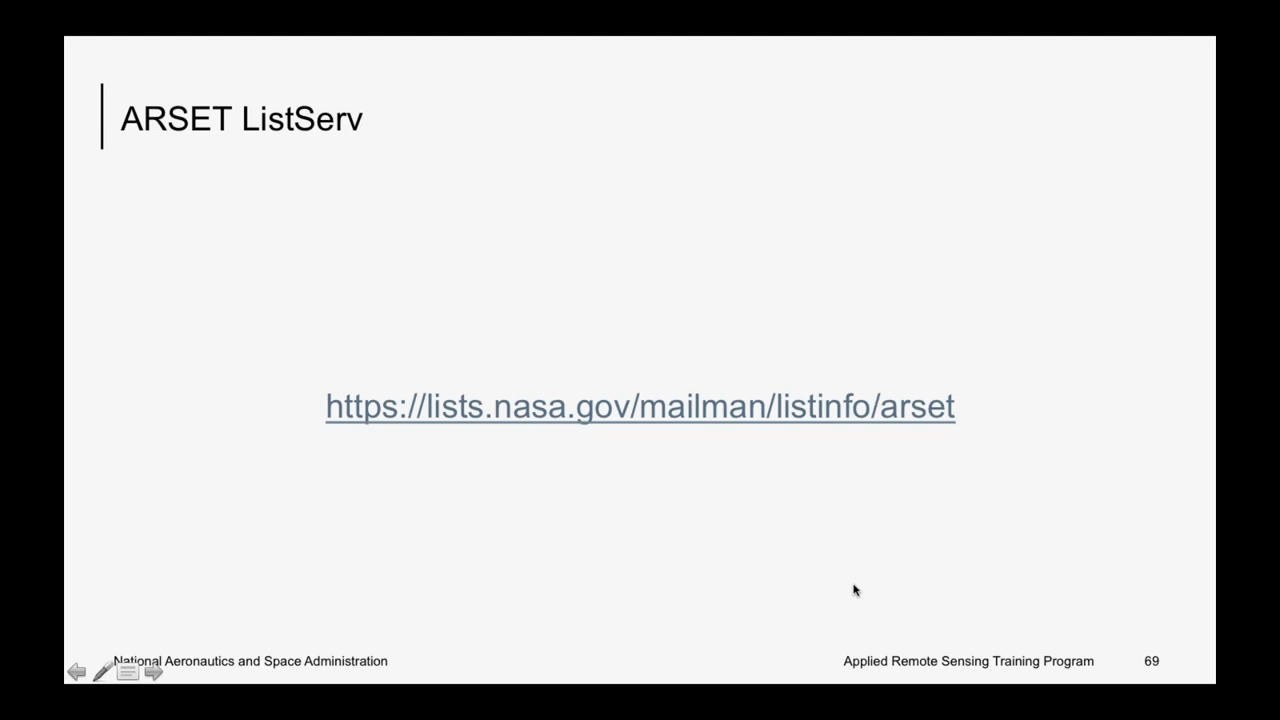 ARSET ListServ
https://lists.nasa.gov/mailman/listinfo/arset
National Aeronautics and Space Administration
Applied Remote Sensing Training Program
69